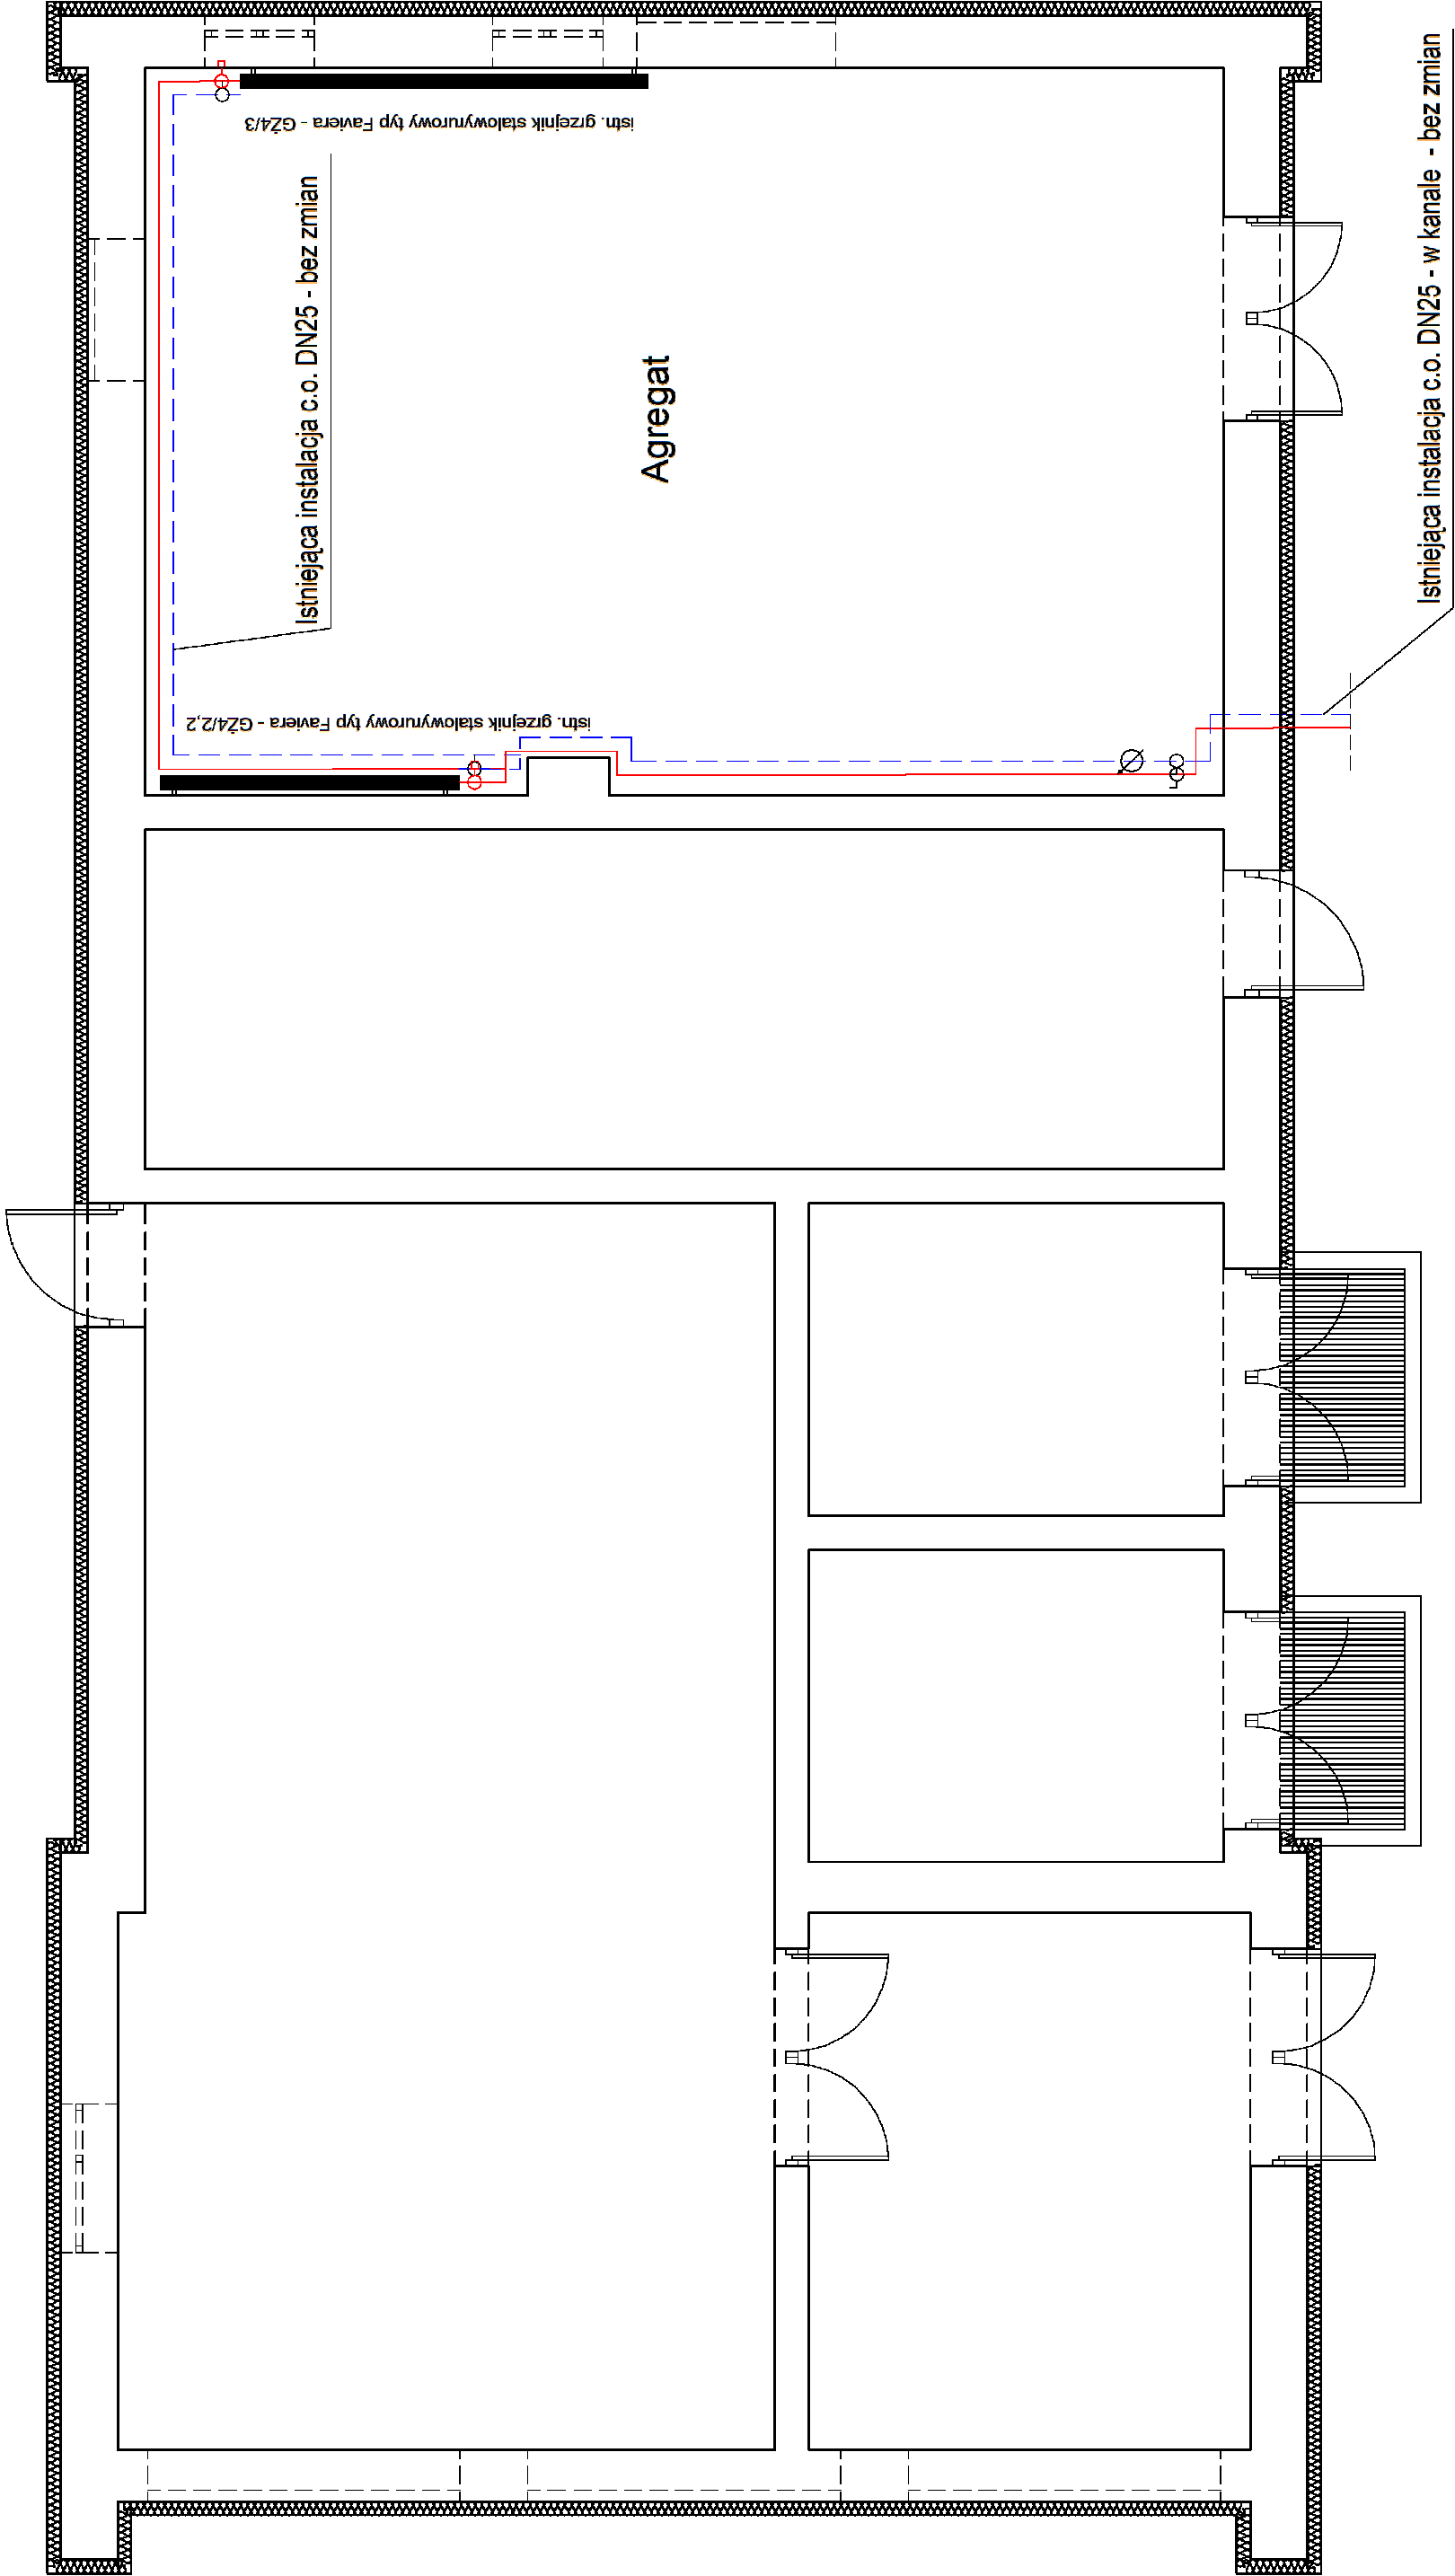 istn. grzejnik stalowyrurowy typ Faviera - GŻ4/3
Istniejąca instalacja c.o. DN25 - bez zmian
Agregat
istn. grzejnik stalowyrurowy typ Faviera - GŻ4/2,2
Istniejąca instalacja c.o. DN25 - w kanale - bez zmian